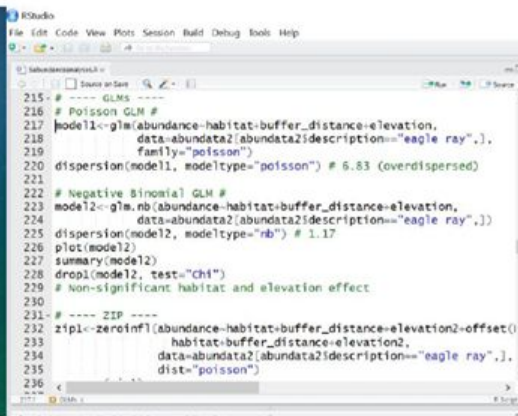 RStudio
File Edit Code View Plots Session Build Debug Tools Help
Source on Save Run Source
215 # ---- GLMs ----
216 # Poisson GLM #
217 model1<-glm(abundance~habitat+buffer_distance+elevation,
218 data=abundata2[abundata2$description=="eagle ray",],
219 family="poisson")
220 dispersion(model1, modeltype="poisson") # 6.83 (overdispersed)
221
222 # Negative Binomial GLM #
223 model2<-glm.nb(abundance~habitat+buffer_distance+elevation,
224 data=abundata2[abundata2$description=="eagle ray",])
225 dispersion(model2, modeltype="nb") # 1.17
226 plot(model2)
227 summary(model2)
228 drop1(model2, test="Chi")
229 # Non-significant habitat and elevation effect
230
231 # ---- ZIP ----
232 zip1<-zeroinfl(abundance~habitat+buffer_distance+elevation2+offset(l
233 habitat+buffer_distance+elevation2,
234 data=abundata2[abundata2$description=="eagle ray",],
235 dist="poisson")
236
217:1 GLMs R Script